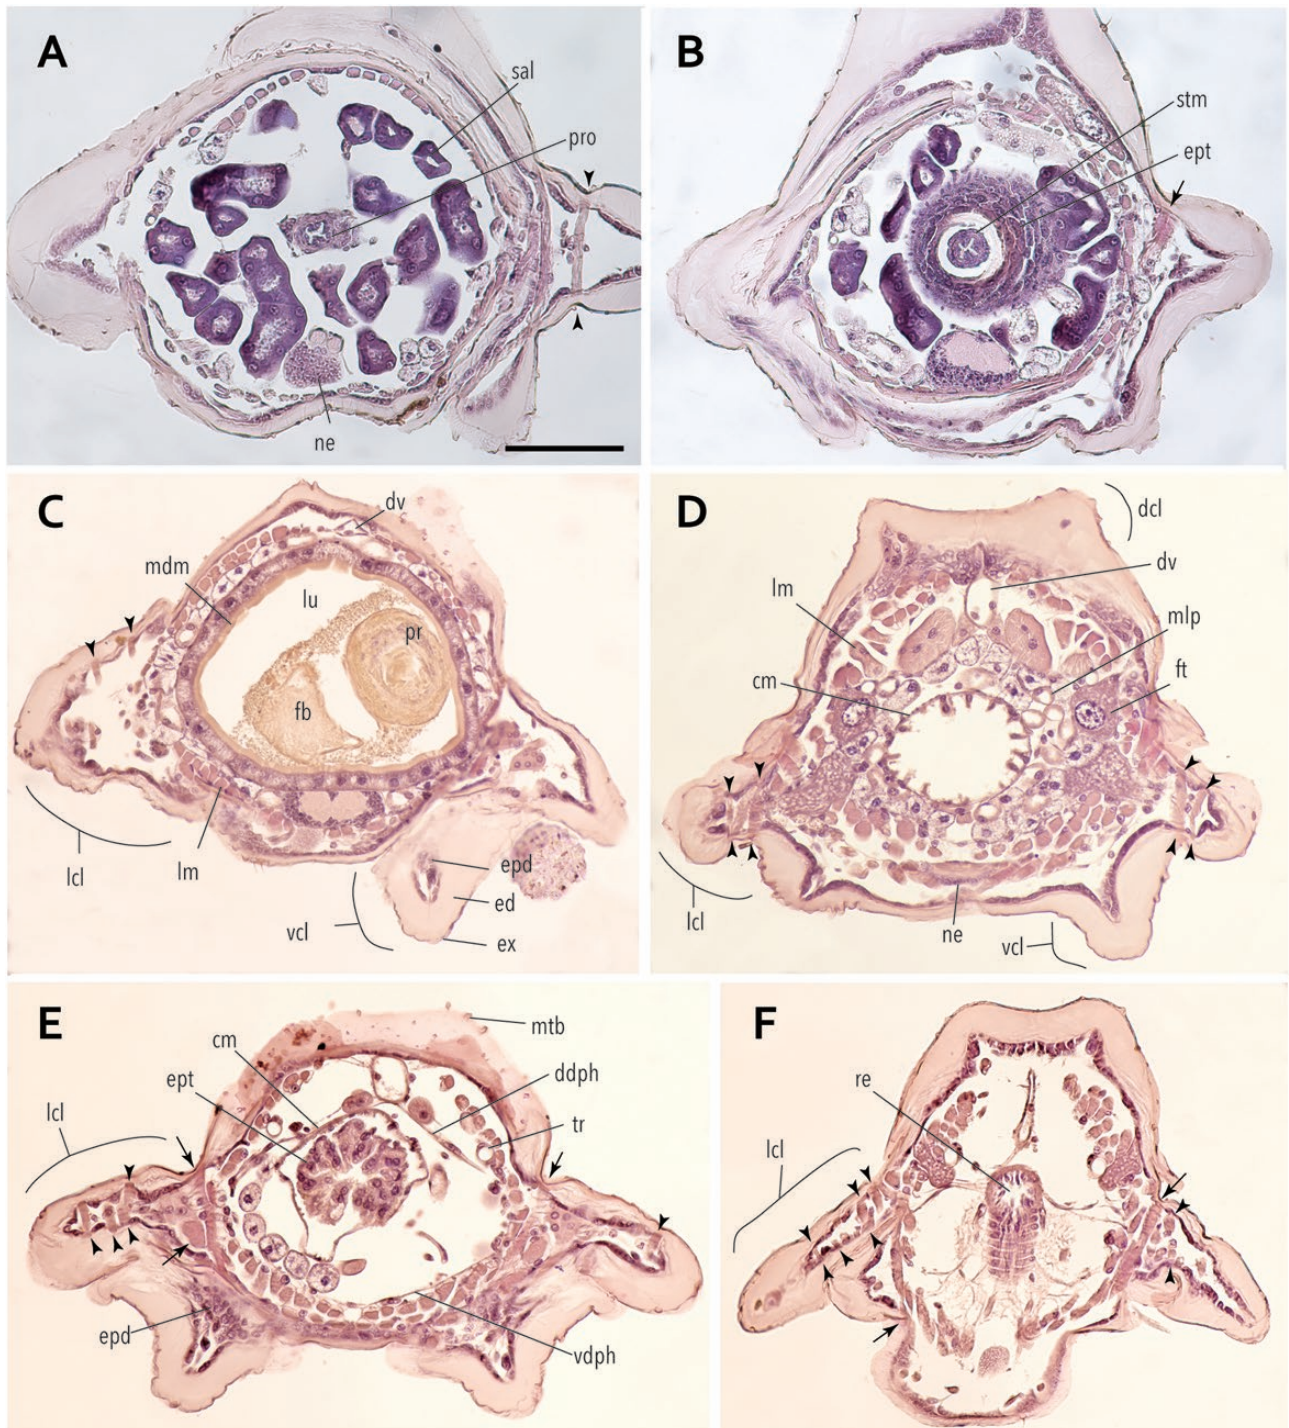 A
sal
pro
ne
B
stm
ept
C
dv
mdm
lu
pr
fb
lcl
lm
epd
ed
vcl
ex
D
dcl
dv
lm
mlp
cm
ft
lcl
ne
vcl
E
mtb
cm
ddph
ept
lcl
tr
epd
vdph
F
re
lcl